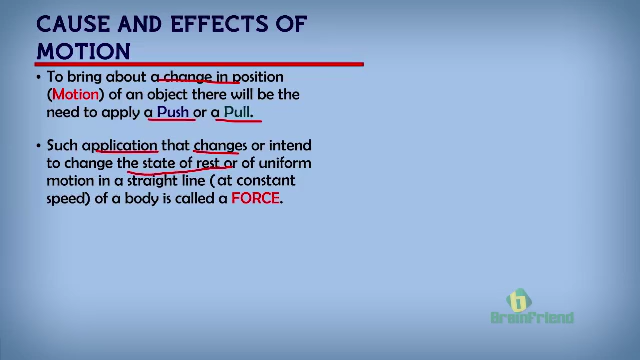 CAUSE AND EFFECTS OF
MOTION
• To bring about a change in position
(Motion) of an object there will be the
need to apply a Push or a Pull.
• Such application that changes or intend
to change the state of rest or of uniform
motion in a straight line (at constant
speed) of a body is called a FORCE.
b
BrainFriend